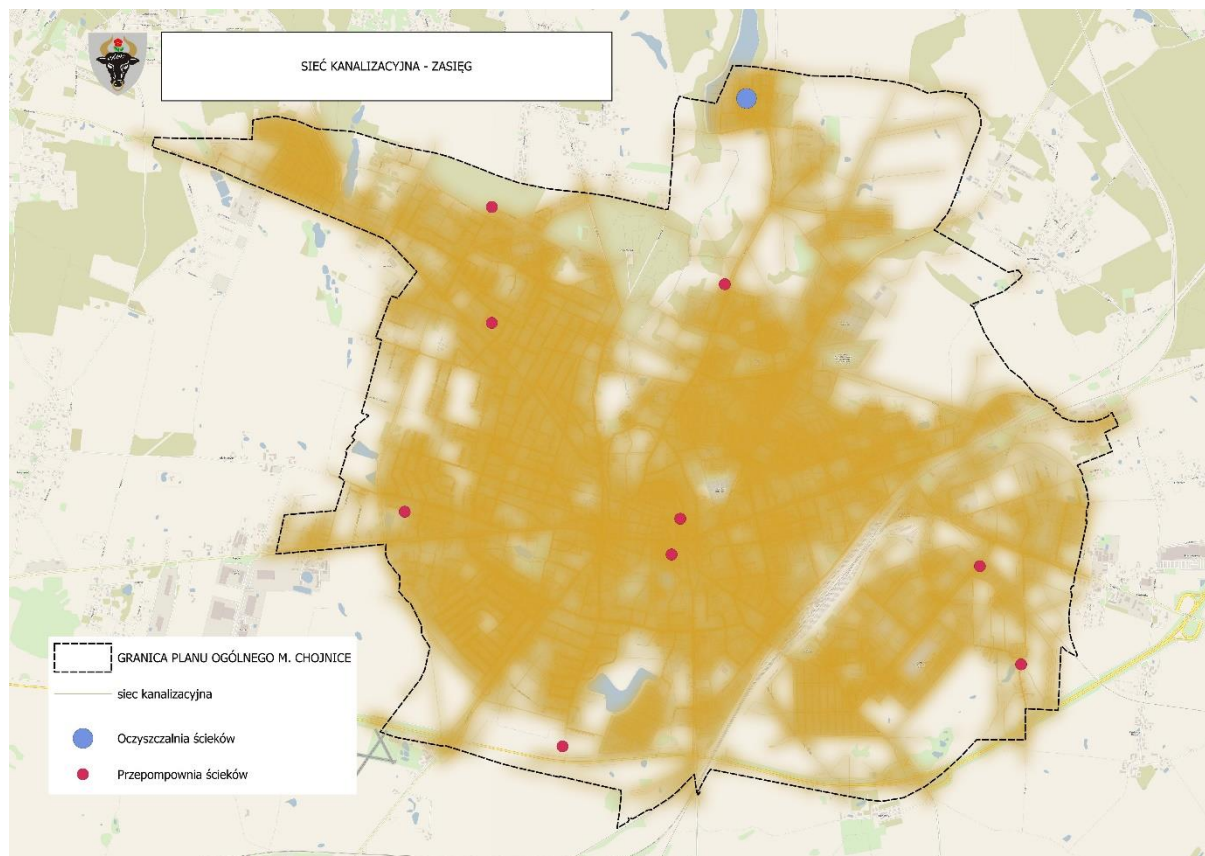 SIEĆ KANALIZACYJNA - ZASIĘG
GRANICA PLANU OGÓLNEGO M. CHOJNICE
siec kanalizacyjna
Oczyszczalnia ścieków
Przepompownia ścieków